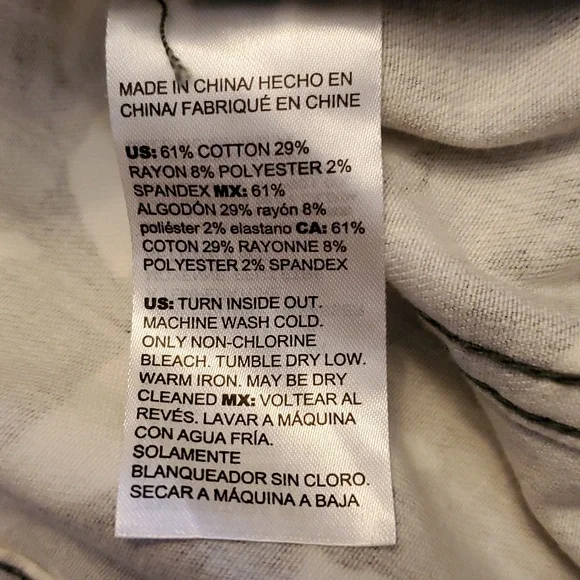 MADE IN CHINA/ HECHO EN
CHINA/ FABRIQUÉ EN CHINE
US: 61% COTTON 29%
RAYON 8% POLYESTER 2%
SPANDEX MX: 61%
ALGODÓN 29% rayón 8%
poliéster 2% elastano CA: 61%
COTON 29% RAYONNE 8%
POLYESTER 2% SPANDEX
US: TURN INSIDE OUT.
MACHINE WASH COLD.
ONLY NON-CHLORINE
BLEACH. TUMBLE DRY LOW.
WARM IRON. MAY BE DRY
CLEANED MX: VOLTEAR AL
REVÉS. LAVAR A MÁQUINA
CON AGUA FRÍA.
SOLAMENTE
BLANQUEADOR SIN CLORO.
SECAR A MÁQUINA A BAJA